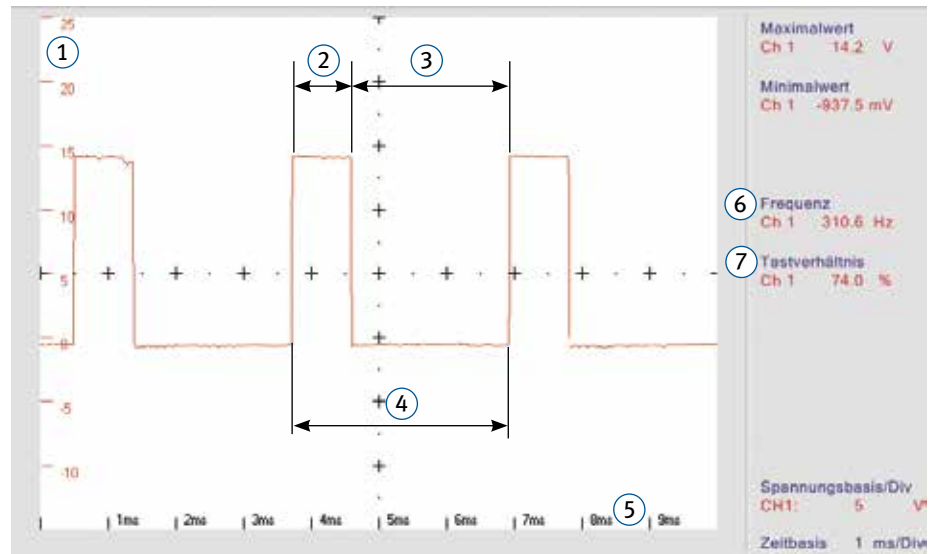 25
1
2
3
20
15
10
5
0
-5
4
-10
5
1ms 2ms 3ms 4ms 5ms 6ms 7ms 8ms 9ms
Maximalwert
Ch 1 14.2 V
Minimalwert
Ch 1 -937.5 mV
6
Frequenz
Ch 1 310.6 Hz
7
Tastverhältnis
Ch 1 74.0 %
Spannungsbasis/Div
CH1: 5
Zeitbasis 1 ms/Div